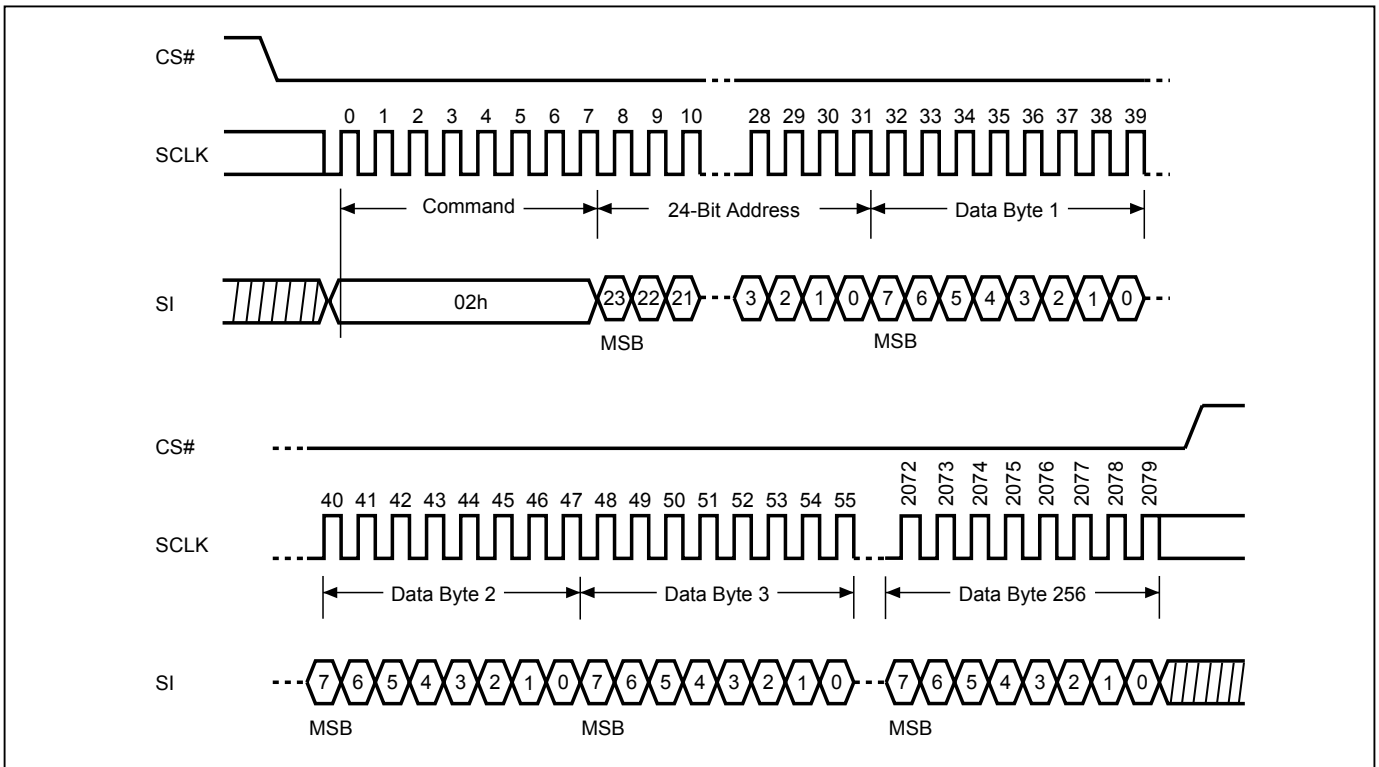 CS#
0 1 2 3 4 5 6 7 8 9 10 28 29 30 31 32 33 34 35 36 37 38 39
SCLK
Command 24-Bit Address Data Byte 1
SI 02h 23 22 21 3 2 1 0 7 6 5 4 3 2 1 0
MSB MSB
CS#
40 41 42 43 44 45 46 47 48 49 50 51 52 53 54 55 2072 2073 2074 2075 2076 2077 2078 2079
SCLK
Data Byte 2 Data Byte 3 Data Byte 256
SI 7 6 5 4 3 2 1 0 7 6 5 4 3 2 1 0 7 6 5 4 3 2 1 0
MSB MSB MSB